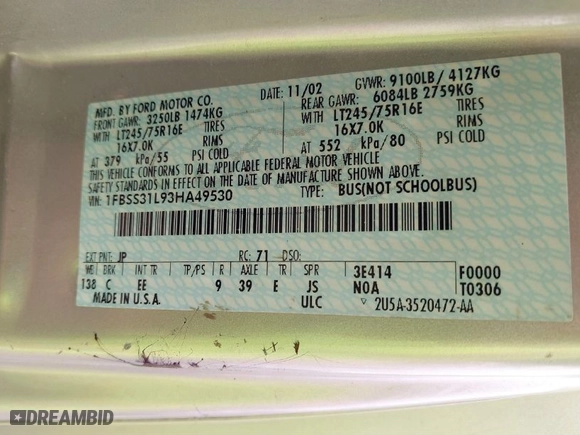 MFD. BY FORD MOTOR CO.
DATE: 11/02
GVWR: 9100LB/ 4127KG
FRONT GAWR: 3250LB 1474KG
REAR GAWR: 6084LB 2759KG
WITH LT245/75R16E TIRES
WITH LT245/75R16E TIRES
16X7.0K RIMS
16X7.0K RIMS
AT 379 kPa/55 PSI COLD
AT 552 kPa/80 PSI COLD
THIS VEHICLE CONFORMS TO ALL APPLICABLE FEDERAL MOTOR VEHICLE
SAFETY STANDARDS IN EFFECT ON THE DATE OF MANUFACTURE SHOWN ABOVE.
VIN: 1FBSS31L93HA49530
TYPE: BUS(NOT SCHOOLBUS)
EXT PNT: JP RC: 71 DSO:
WB BRK INT TR TP/PS R AXLE TR SPR 3E414 F0000
138 C EE 9 39 E JS N0A T0306
MADE IN U.S.A. ULC 2U5A-3520472-AA
DREAMBID